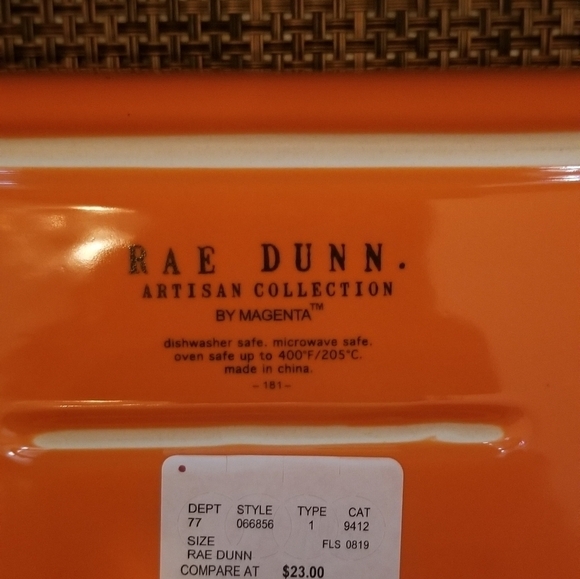 RAE DUNN.
ARTISAN COLLECTION
BY MAGENTA™
dishwasher safe. microwave safe.
oven safe up to 400°F/205°C.
made in china.
- 181 -
DEPT STYLE TYPE CAT
77 066856 1 9412
SIZE FLS 0819
RAE DUNN
COMPARE AT $23.00